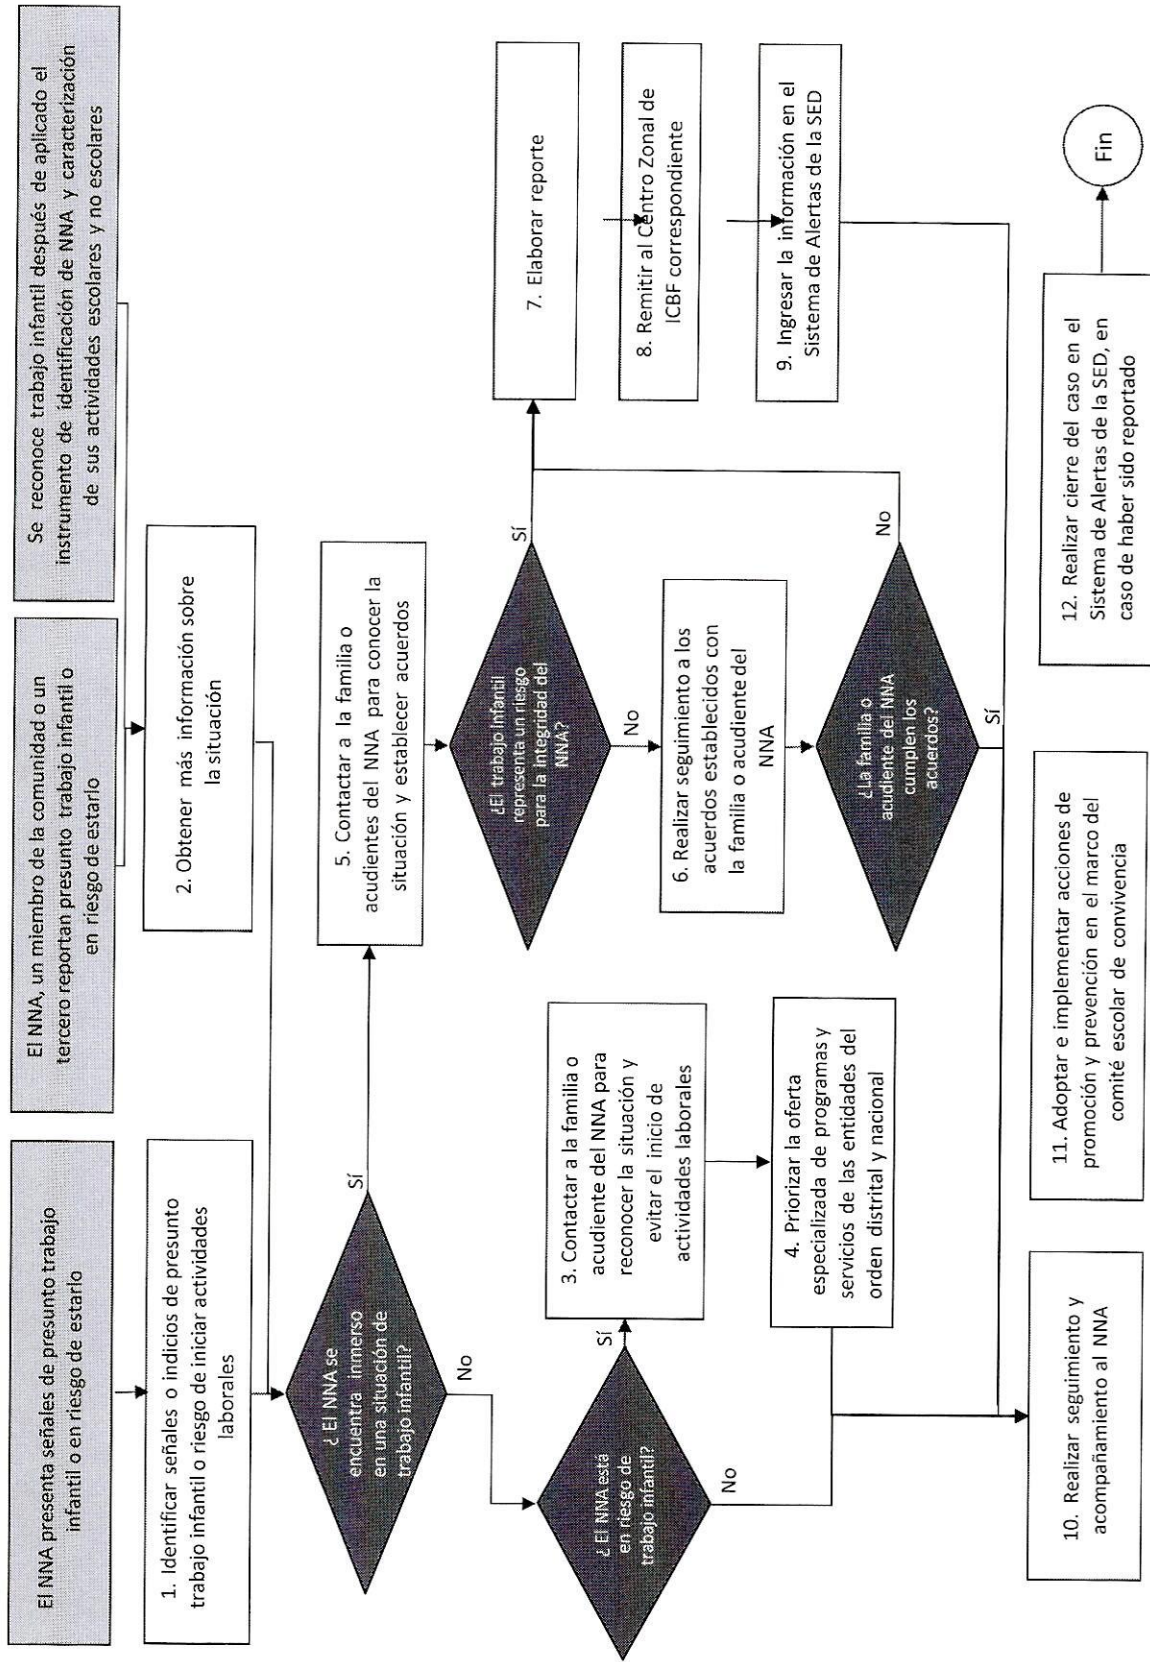 El NNA presenta señales de presunto trabajo
infantil o en riesgo de estarlo
El NNA, un miembro de la comunidad o un
tercero reportan presunto trabajo infantil o
en riesgo de estarlo
Se reconoce trabajo infantil después de aplicado el
instrumento de identificación de NNA y caracterización
de sus actividades escolares y no escolares
1. Identificar señales o indicios de presunto
trabajo infantil o riesgo de iniciar actividades
laborales
2. Obtener más información sobre
la situación
¿ El NNA se
encuentra inmerso
en una situación de
trabajo infantil?
Sí
No
5. Contactar a la familia o
acudientes del NNA para conocer la
situación y establecer acuerdos
¿El trabajo infantil
representa un riesgo
para la Integridad del
NNA?
Sí
No
7. Elaborar reporte
8. Remitir al Centro Zonal de
ICBF correspondiente
9. Ingresar la información en el
Sistema de Alertas de la SED
¿ El NNA está
en riesgo de
trabajo infantil?
Sí
No
3. Contactar a la familia o
acudiente del NNA para
reconocer la situación y
evitar el inicio de
actividades laborales
4. Priorizar la oferta
especializada de programas y
servicios de las entidades del
orden distrital y nacional
6. Realizar seguimiento a los
acuerdos establecidos con
la familia o acudiente del
NNA
¿La familia o
acudiente del NNA
cumplen los
acuerdos?
No
Sí
10. Realizar seguimiento y
acompañamiento al NNA
11. Adoptar e implementar acciones de
promoción y prevención en el marco del
comité escolar de convivencia
12. Realizar cierre del caso en el
Sistema de Alertas de la SED, en
caso de haber sido reportado
Fin